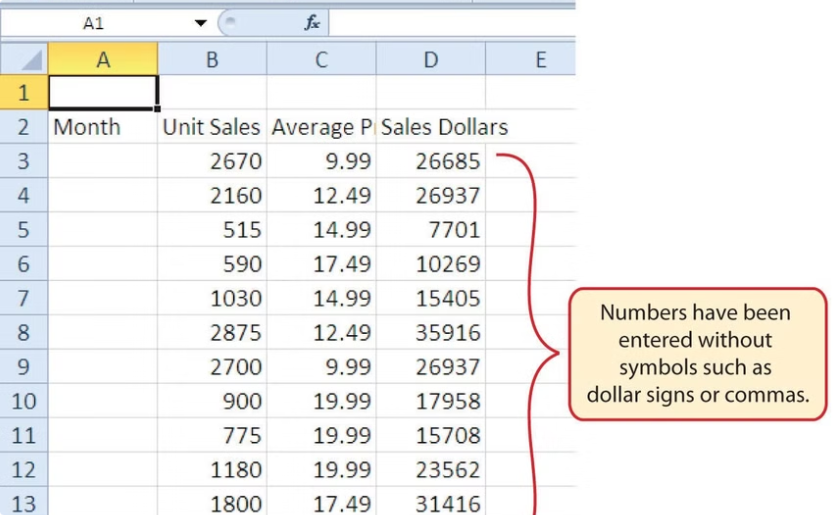 A1 fx
A B C D E
1
2 Month Unit Sales Average P Sales Dollars
3 2670 9.99 26685
4 2160 12.49 26937
5 515 14.99 7701
6 590 17.49 10269
7 1030 14.99 15405
8 2875 12.49 35916
9 2700 9.99 26937
10 900 19.99 17958
11 775 19.99 15708
12 1180 19.99 23562
13 1800 17.49 31416
Numbers have been
entered without
symbols such as
dollar signs or commas.